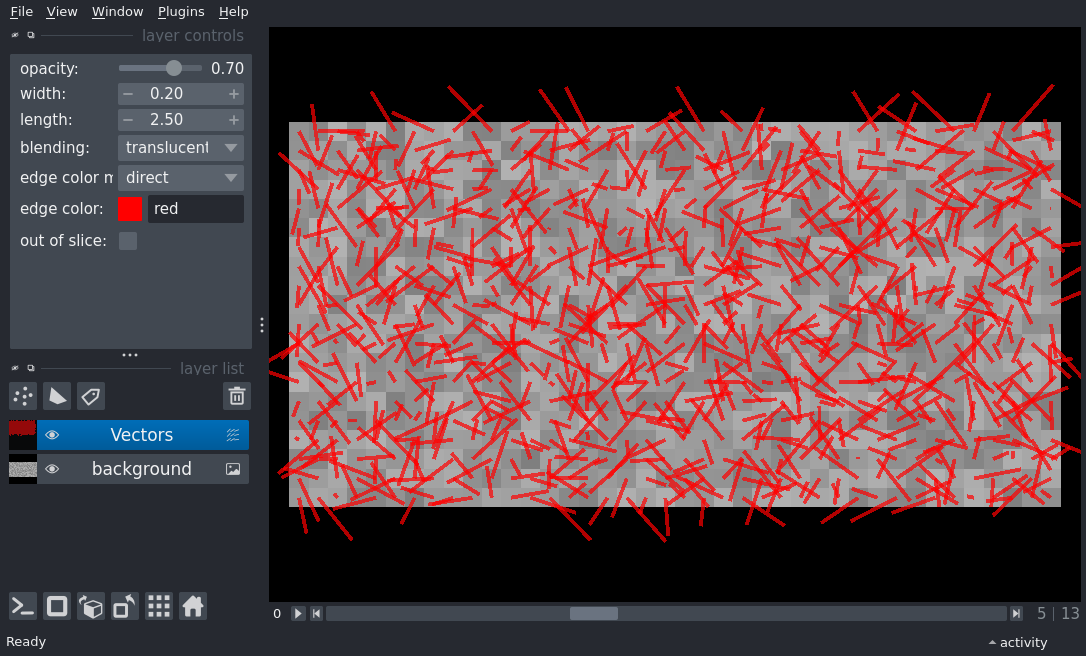 File View Window Plugins Help
layer controls
opacity: 0.70
width: − 0.20 +
length: − 2.50 +
blending: translucent
edge color m direct
edge color: red
out of slice:
layer list
Vectors
background
0 5 | 13
Ready activity